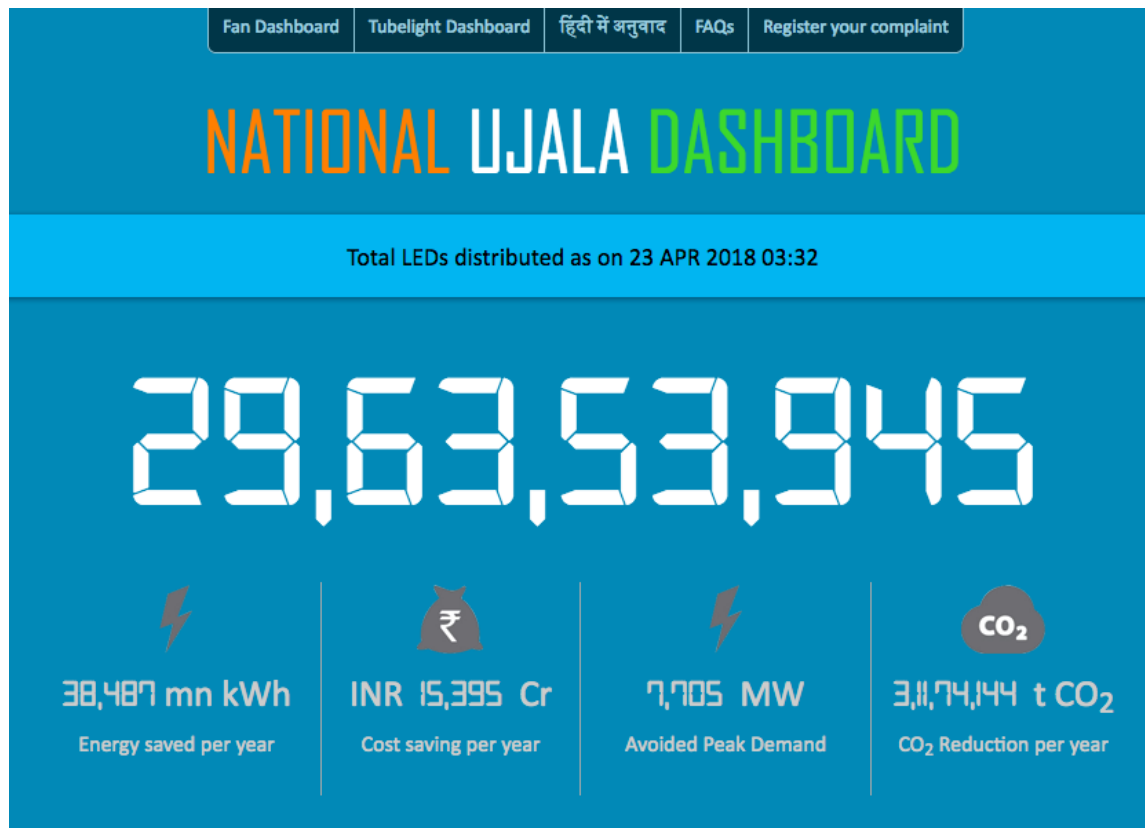 Fan Dashboard Tubelight Dashboard हिंदी में अनुवाद FAQs Register your complaint
NATIONAL UJALA DASHBOARD
Total LEDs distributed as on 23 APR 2018 03:32
29,63,53,945
₹ CO₂
38,487 mn kWh INR 15,395 Cr 7,705 MW 3,11,74,144 t CO₂
Energy saved per year Cost saving per year Avoided Peak Demand CO₂ Reduction per year